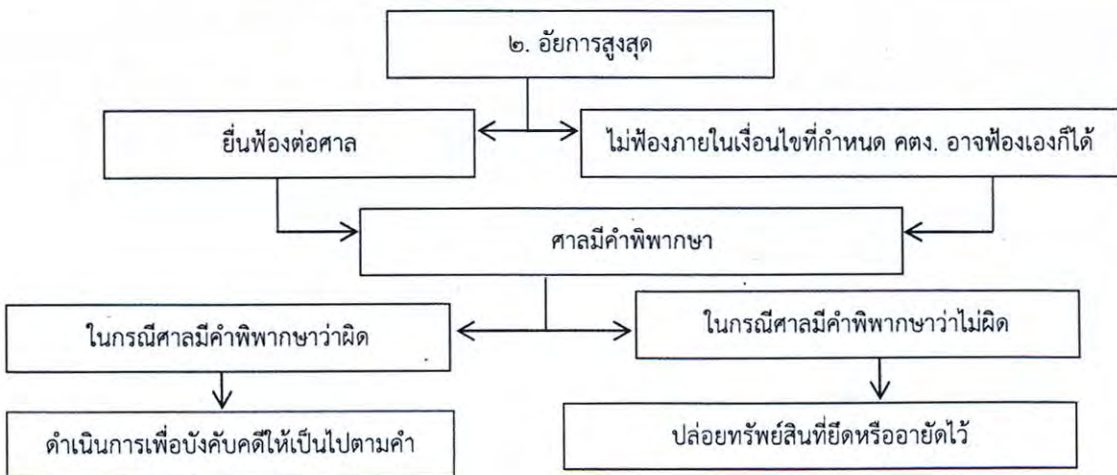 ๒. อัยการสูงสุด
ยื่นฟ้องต่อศาล
ไม่ฟ้องภายในเงื่อนไขที่กำหนด คตง. อาจฟ้องเองก็ได้
ศาลมีคำพิพากษา
ในกรณีศาลมีคำพิพากษาว่าผิด
ในกรณีศาลมีคำพิพากษาว่าไม่ผิด
ดำเนินการเพื่อบังคับคดีให้เป็นไปตามคำ
ปล่อยทรัพย์สินที่ยึดหรืออายัดไว้